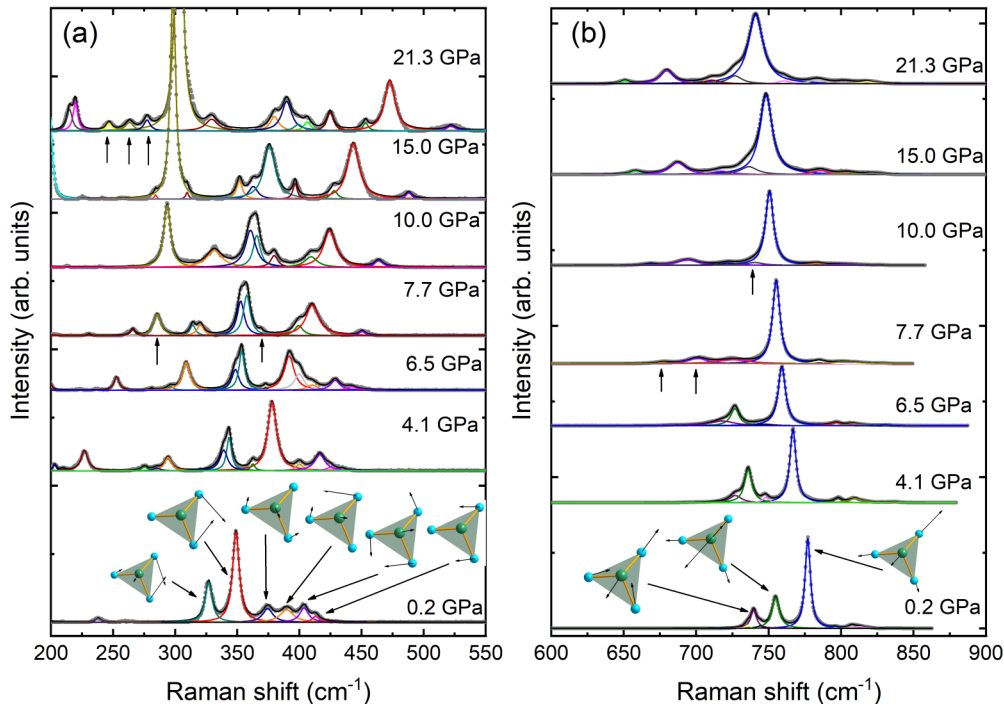 (a)
21.3 GPa
15.0 GPa
10.0 GPa
7.7 GPa
6.5 GPa
4.1 GPa
0.2 GPa
Intensity (arb. units)
200 250 300 350 400 450 500 550
Raman shift (cm⁻¹)
(b)
21.3 GPa
15.0 GPa
10.0 GPa
7.7 GPa
6.5 GPa
4.1 GPa
0.2 GPa
Intensity (arb. units)
600 650 700 750 800 850 900
Raman shift (cm⁻¹)